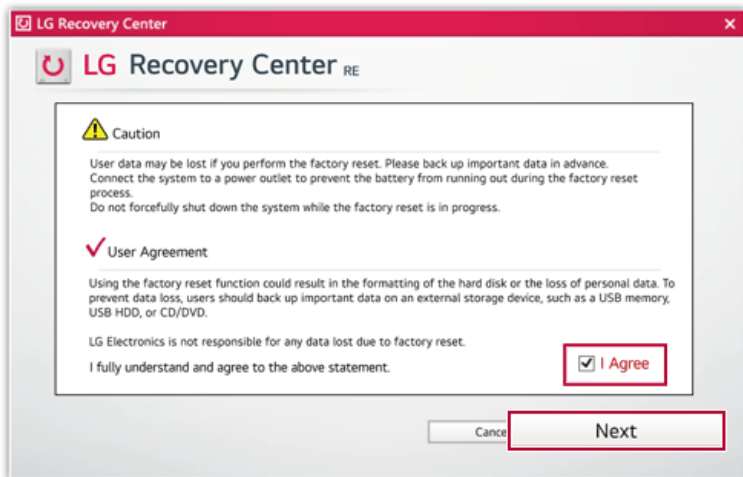 LG Recovery Center
LG Recovery Center RE
Caution
User data may be lost if you perform the factory reset. Please back up important data in advance.
Connect the system to a power outlet to prevent the battery from running out during the factory reset
process.
Do not forcefully shut down the system while the factory reset is in progress.
User Agreement
Using the factory reset function could result in the formatting of the hard disk or the loss of personal data. To
prevent data loss, users should back up important data on an external storage device, such as a USB memory,
USB HDD, or CD/DVD.
LG Electronics is not responsible for any data lost due to factory reset.
I fully understand and agree to the above statement.
I Agree
Cance
Next